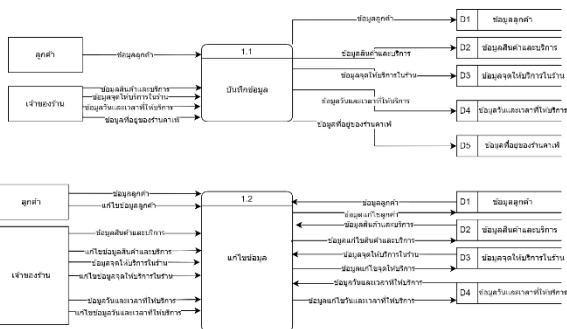 ข้อมูลลูกค้า
D1 ข้อมูลลูกค้า
ลูกค้า
ข้อมูลลูกค้า
1.1
ข้อมูลสินค้าและบริการ
D2 ข้อมูลสินค้าและบริการ
ข้อมูลจุดให้บริการในร้าน
D3 ข้อมูลจุดให้บริการในร้าน
เจ้าของร้าน
ข้อมูลสินค้าและบริการ
ข้อมูลจุดให้บริการในร้าน
ข้อมูลวันและเวลาที่ให้บริการ
ข้อมูลที่อยู่ของร้านคาเฟ่
บันทึกข้อมูล
ข้อมูลวันและเวลาที่ให้บริการ
D4 ข้อมูลวันและเวลาที่ให้บริการ
ข้อมูลที่อยู่ของร้านคาเฟ่
D5 ข้อมูลที่อยู่ของร้านคาเฟ่
ลูกค้า
ข้อมูลลูกค้า
แก้ไขข้อมูลลูกค้า
1.2
ข้อมูลลูกค้า
D1 ข้อมูลลูกค้า
ข้อมูลแก้ไขลูกค้า
ข้อมูลสินค้าและบริการ
D2 ข้อมูลสินค้าและบริการ
ข้อมูลแก้ไขสินค้าและบริการ
เจ้าของร้าน
ข้อมูลสินค้าและบริการ
แก้ไขข้อมูลสินค้าและบริการ
ข้อมูลจุดให้บริการในร้าน
แก้ไขข้อมูลจุดให้บริการในร้าน
ข้อมูลวันและเวลาที่ให้บริการ
แก้ไขข้อมูลวันและเวลาที่ให้บริการ
แก้ไขข้อมูล
ข้อมูลจุดให้บริการในร้าน
D3 ข้อมูลจุดให้บริการในร้าน
ข้อมูลแก้ไขจุดให้บริการ
ข้อมูลวันและเวลาที่ให้บริการ
D4 ข้อมูลวันและเวลาที่ให้บริการ
ข้อมูลแก้ไขวันและเวลาที่ให้บริการ